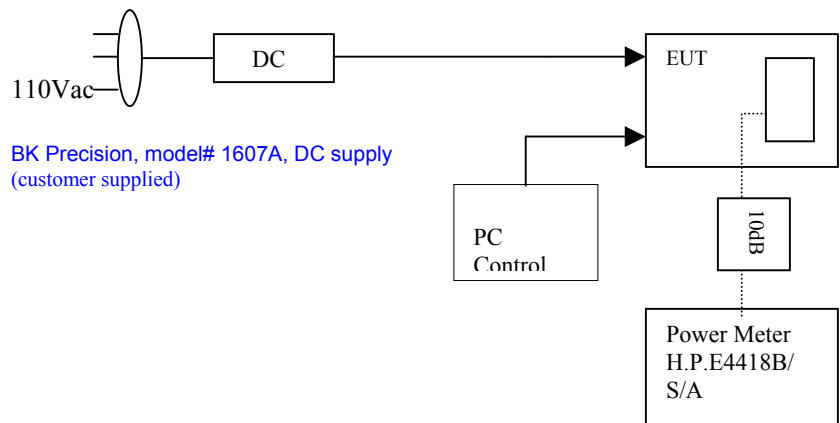 DC
EUT
110Vac
BK Precision, model# 1607A, DC supply
(customer supplied)
10dB
PC
Control
Power Meter
H.P.E4418B/
S/A